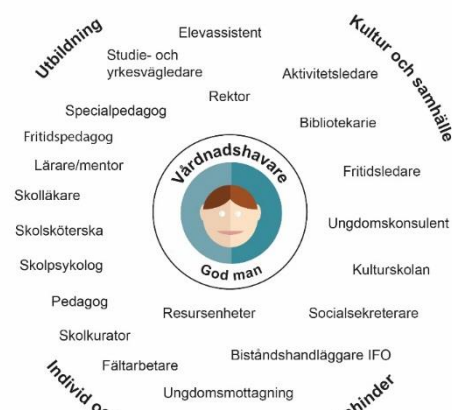 Utbildning
Kultur och samhälle
Elevassistent
Studie- och
yrkesvägledare
Aktivitetsledare
Rektor
Specialpedagog
Bibliotekarie
Fritidspedagog
Vårdnadshavare
Lärare/mentor
Fritidsledare
Skolläkare
Ungdomskonsulent
Skolsköterska
Skolpsykolog
God man
Kulturskolan
Pedagog
Resursenheter
Socialsekreterare
Skolkurator
Fältarbetare
Biståndshandläggare IFO
Ungdomsmottagning
Individ